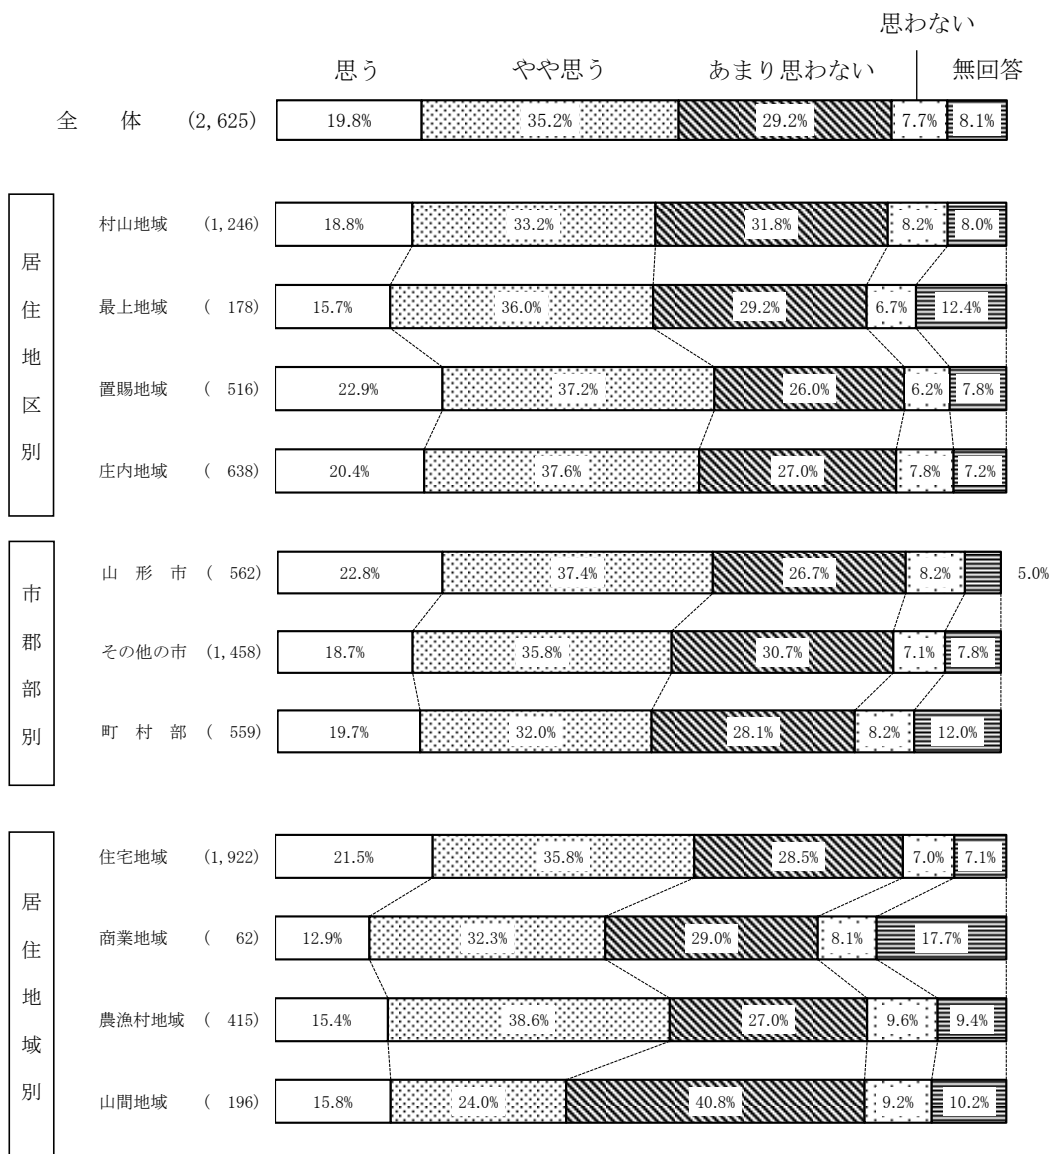 思わない
思う やや思う あまり思わない 無回答
全 体 (2,625) 19.8% 35.2% 29.2% 7.7% 8.1%
居住地区別
村山地域 (1,246) 18.8% 33.2% 31.8% 8.2% 8.0%
最上地域 ( 178) 15.7% 36.0% 29.2% 6.7% 12.4%
置賜地域 ( 516) 22.9% 37.2% 26.0% 6.2% 7.8%
庄内地域 ( 638) 20.4% 37.6% 27.0% 7.8% 7.2%
市郡部別
山 形 市 ( 562) 22.8% 37.4% 26.7% 8.2% 5.0%
その他の市 (1,458) 18.7% 35.8% 30.7% 7.1% 7.8%
町 村 部 ( 559) 19.7% 32.0% 28.1% 8.2% 12.0%
居住地域別
住宅地域 (1,922) 21.5% 35.8% 28.5% 7.0% 7.1%
商業地域 ( 62) 12.9% 32.3% 29.0% 8.1% 17.7%
農漁村地域 ( 415) 15.4% 38.6% 27.0% 9.6% 9.4%
山間地域 ( 196) 15.8% 24.0% 40.8% 9.2% 10.2%